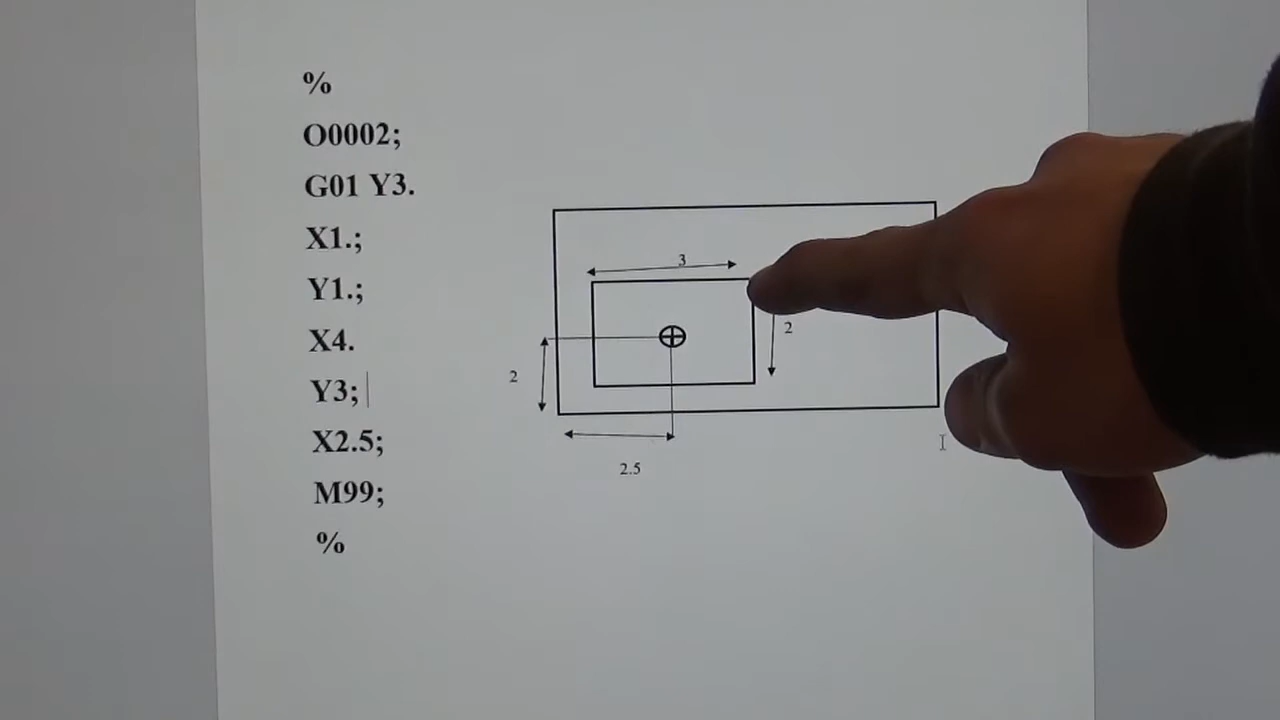 %
O0002;
G01 Y3.
X1.;
Y1.;
X4.
Y3;
X2.5;
M99;
%
3
2
2
2.5